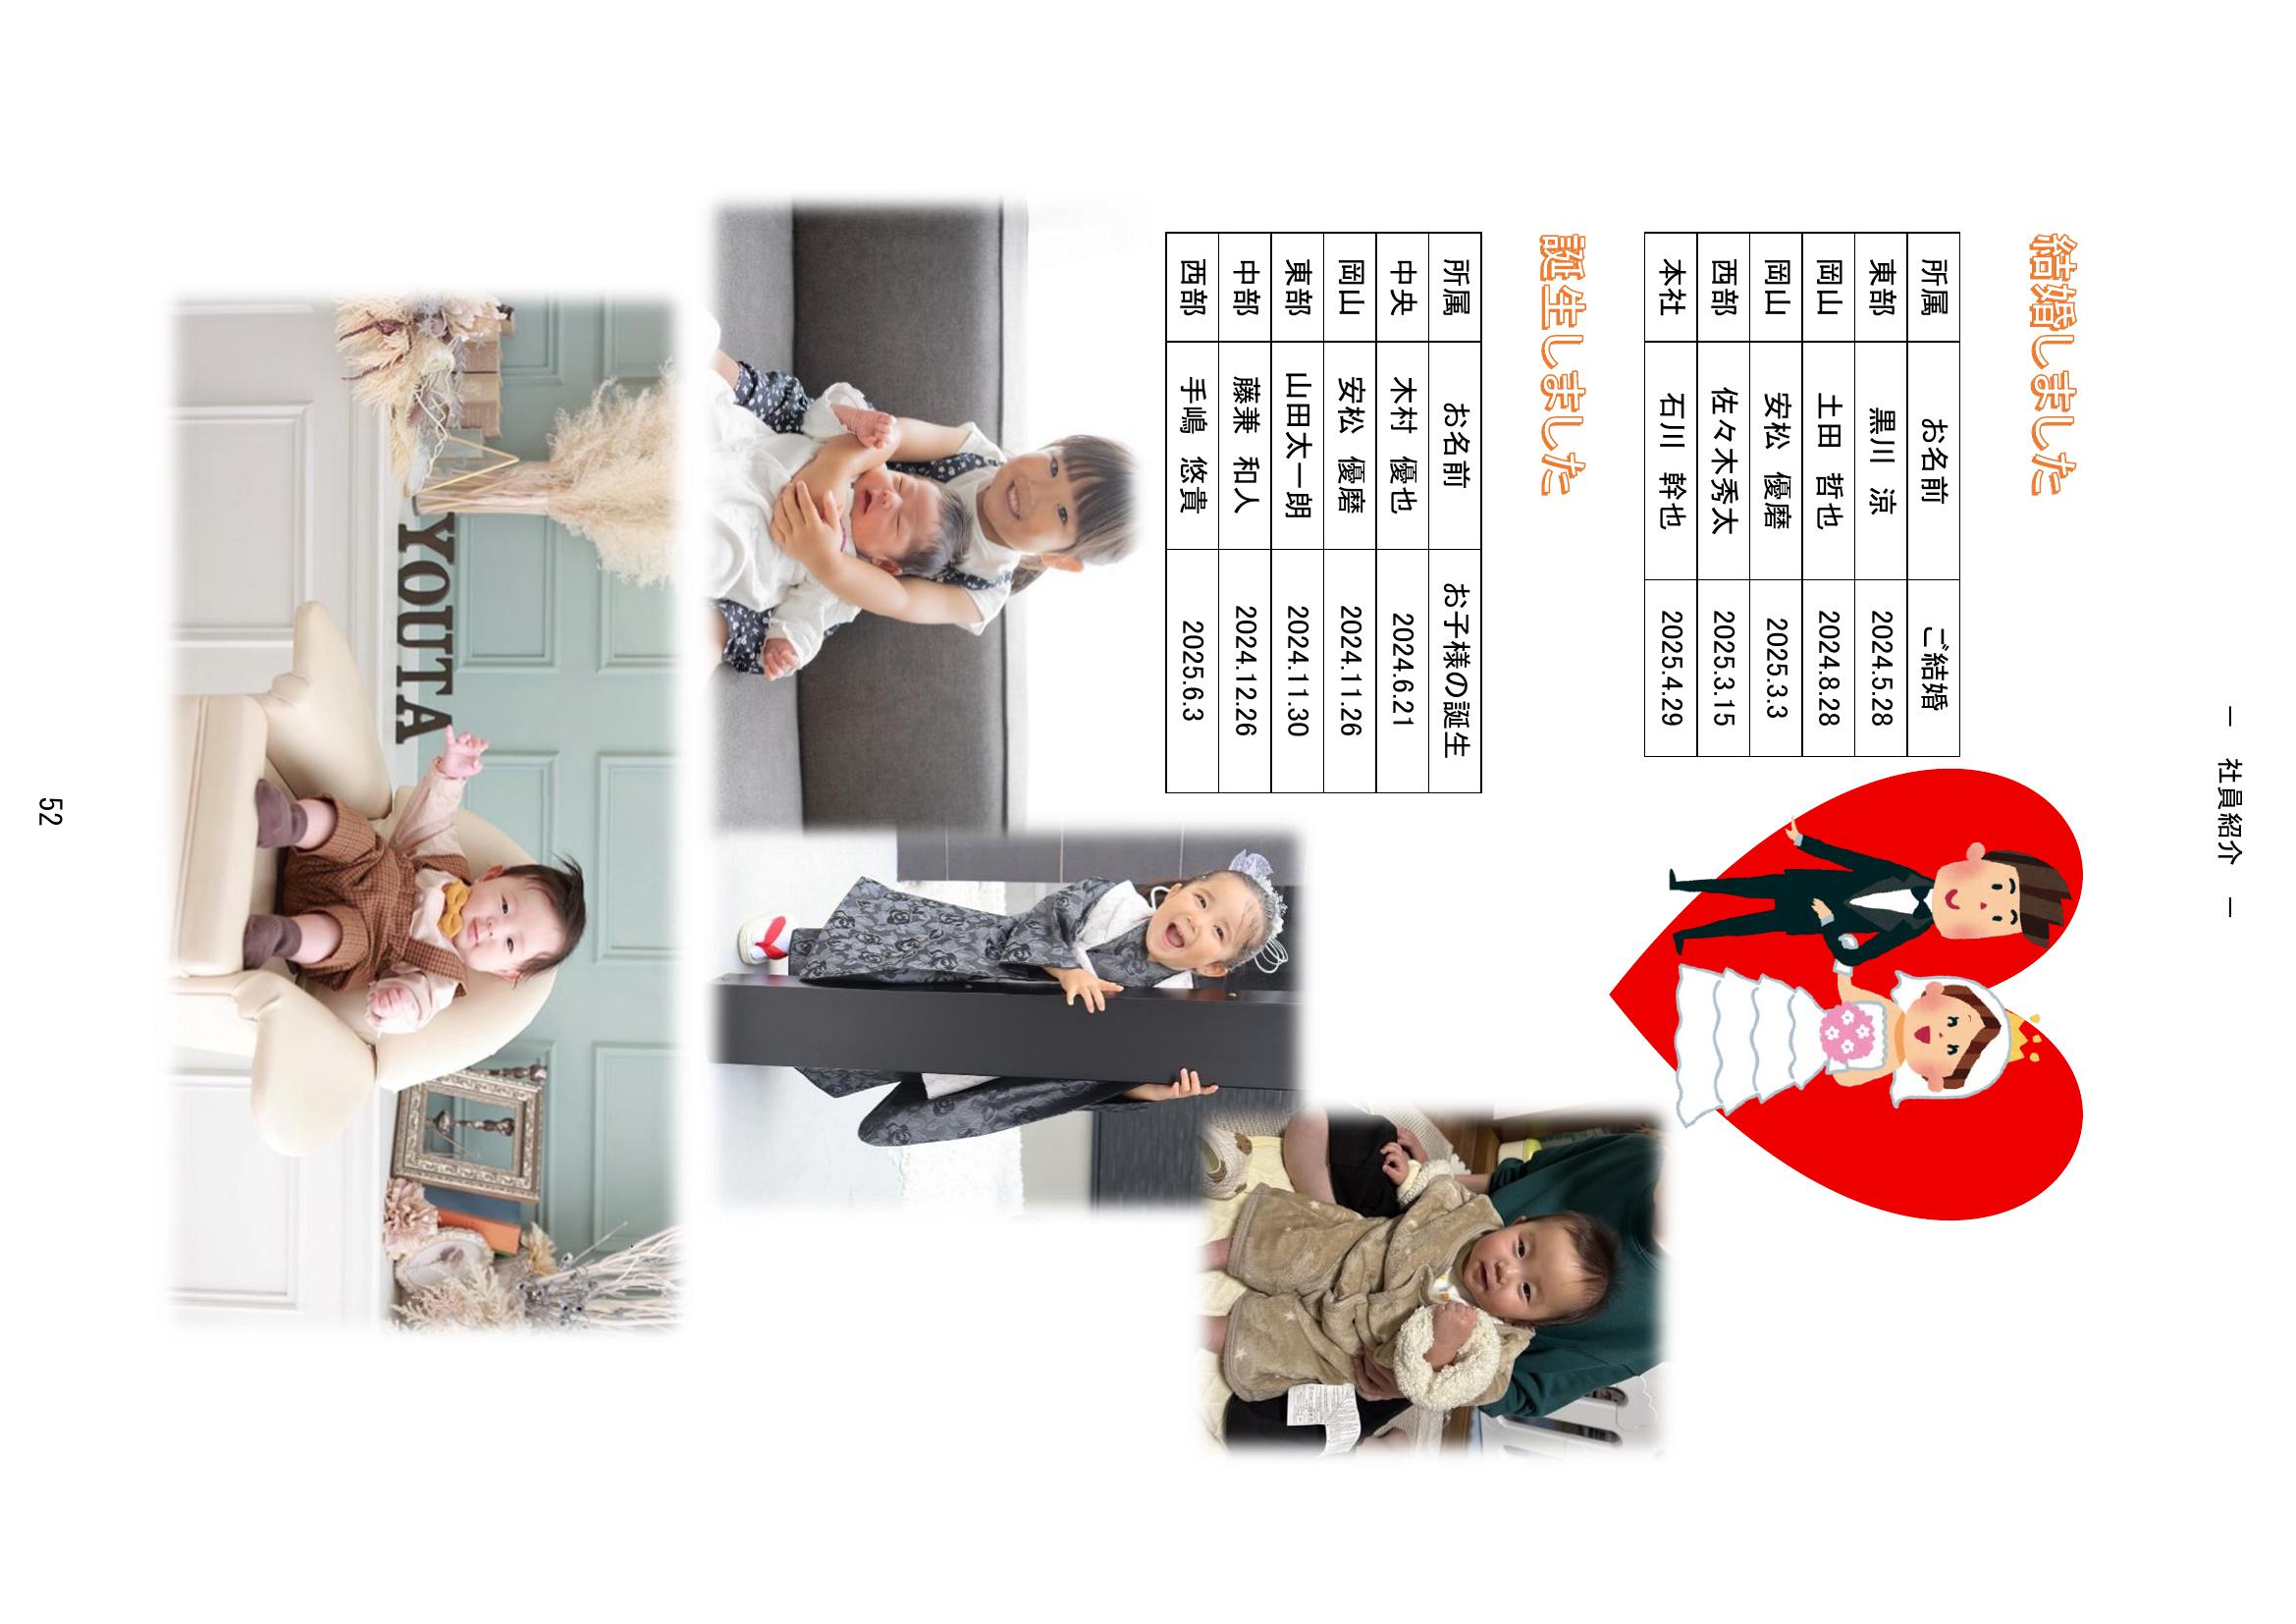 — 社員紹介 —
結婚しました
所属 お名前 ご結婚
東部 黒川 涼 2024.5.28
岡山 土田 哲也 2024.8.28
岡山 安松 優磨 2025.3.3
西部 佐々木秀太 2025.3.15
本社 石川 幹也 2025.4.29
誕生しました
所属 お名前 お子様の誕生
中央 木村 優也 2024.6.21
岡山 安松 優磨 2024.11.26
東部 山田太一朗 2024.11.30
中部 藤兼 和人 2024.12.26
西部 手嶋 悠貴 2025.6.3
YOUTA
52